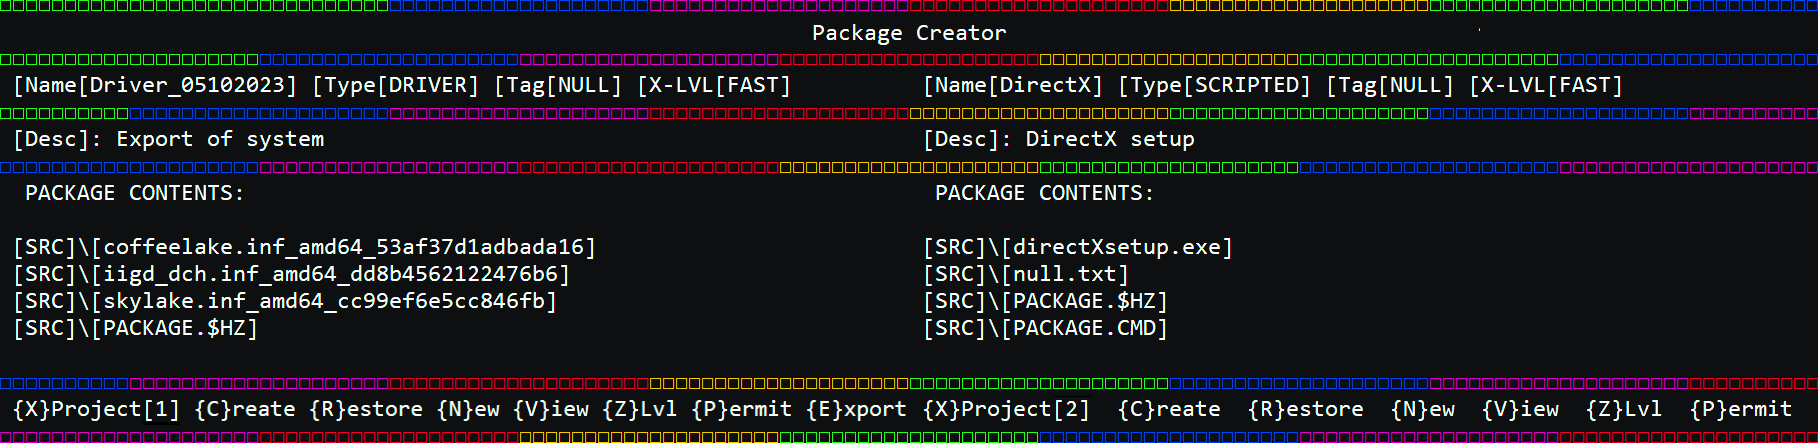 Package Creator
[Name[Driver_05102023] [Type[DRIVER] [Tag[NULL] [X-LVL[FAST] [Name[DirectX] [Type[SCRIPTED] [Tag[NULL] [X-LVL[FAST]
[Desc]: Export of system [Desc]: DirectX setup
PACKAGE CONTENTS: PACKAGE CONTENTS:
[SRC]\[coffeelake.inf_amd64_53af37d1adbada16] [SRC]\[directXsetup.exe]
[SRC]\[iigd_dch.inf_amd64_dd8b4562122476b6] [SRC]\[null.txt]
[SRC]\[skylake.inf_amd64_cc99ef6e5cc846fb] [SRC]\[PACKAGE.$HZ]
[SRC]\[PACKAGE.$HZ] [SRC]\[PACKAGE.CMD]
{X}Project[1] {C}reate {R}estore {N}ew {V}iew {Z}Lvl {P}ermit {E}xport {X}Project[2] {C}reate {R}estore {N}ew {V}iew {Z}Lvl {P}ermit